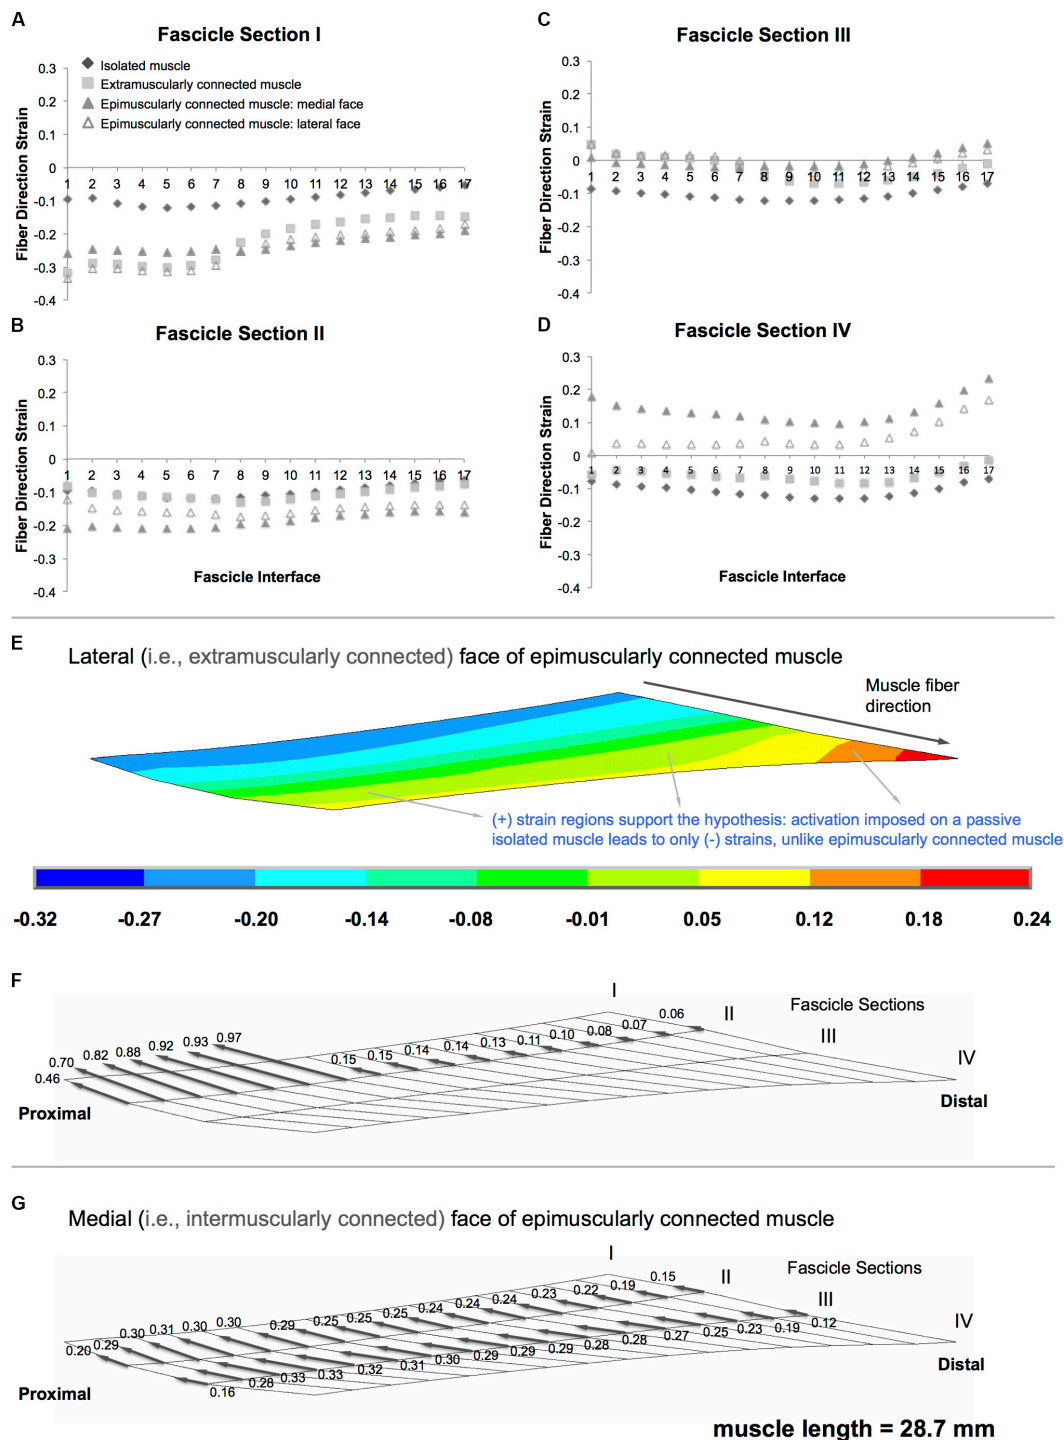 A
Fascicle Section I
Fiber Direction Strain
0.3
0.2
0.1
0
-0.1
-0.2
-0.3
-0.4
Isolated muscle
Extramuscularly connected muscle
Epimuscularly connected muscle: medial face
Epimuscularly connected muscle: lateral face
1 2 3 4 5 6 7 8 9 10 11 12 13 14 15 16 17
C
Fascicle Section III
Fiber Direction Strain
0.3
0.2
0.1
0
-0.1
-0.2
-0.3
-0.4
1 2 3 4 5 6 7 8 9 10 11 12 13 14 15 16 17
B
Fascicle Section II
Fiber Direction Strain
0.3
0.2
0.1
0
-0.1
-0.2
-0.3
-0.4
1 2 3 4 5 6 7 8 9 10 11 12 13 14 15 16 17
Fascicle Interface
D
Fascicle Section IV
Fiber Direction Strain
0.3
0.2
0.1
0
-0.1
-0.2
-0.3
-0.4
1 2 3 4 5 6 7 8 9 10 11 12 13 14 15 16 17
Fascicle Interface
E
Lateral (i.e., extramuscularly connected) face of epimuscularly connected muscle
Muscle fiber
direction
(+) strain regions support the hypothesis: activation imposed on a passive
isolated muscle leads to only (-) strains, unlike epimuscularly connected muscle
-0.32 -0.27 -0.20 -0.14 -0.08 -0.01 0.05 0.12 0.18 0.24
F
I
II
III
IV
Fascicle Sections
0.46 0.70 0.82 0.88 0.92 0.93 0.97 0.15 0.15 0.14 0.14 0.13 0.11 0.10 0.08 0.07 0.06
Proximal
Distal
G
Medial (i.e., intermuscularly connected) face of epimuscularly connected muscle
I
II
III
IV
Fascicle Sections
0.20 0.29 0.30 0.31 0.30 0.30 0.29 0.25 0.25 0.25 0.24 0.24 0.24 0.23 0.22 0.19 0.15
0.16 0.28 0.33 0.33 0.32 0.31 0.30 0.29 0.29 0.29 0.28 0.28 0.27 0.25 0.23 0.19 0.12
Proximal
Distal
muscle length = 28.7 mm